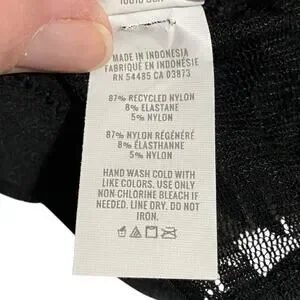 MADE IN INDONESIA
FABRIQUÉ EN INDONÉSIE
RN 54485 CA 03873
87% RECYCLED NYLON
8% ELASTANE
5% NYLON
87% NYLON RÉGÉNÉRÉ
8% ÉLASTHANNE
5% NYLON
HAND WASH COLD WITH
LIKE COLORS. USE ONLY
NON-CHLORINE BLEACH IF
NEEDED. LINE DRY. DO NOT
IRON.